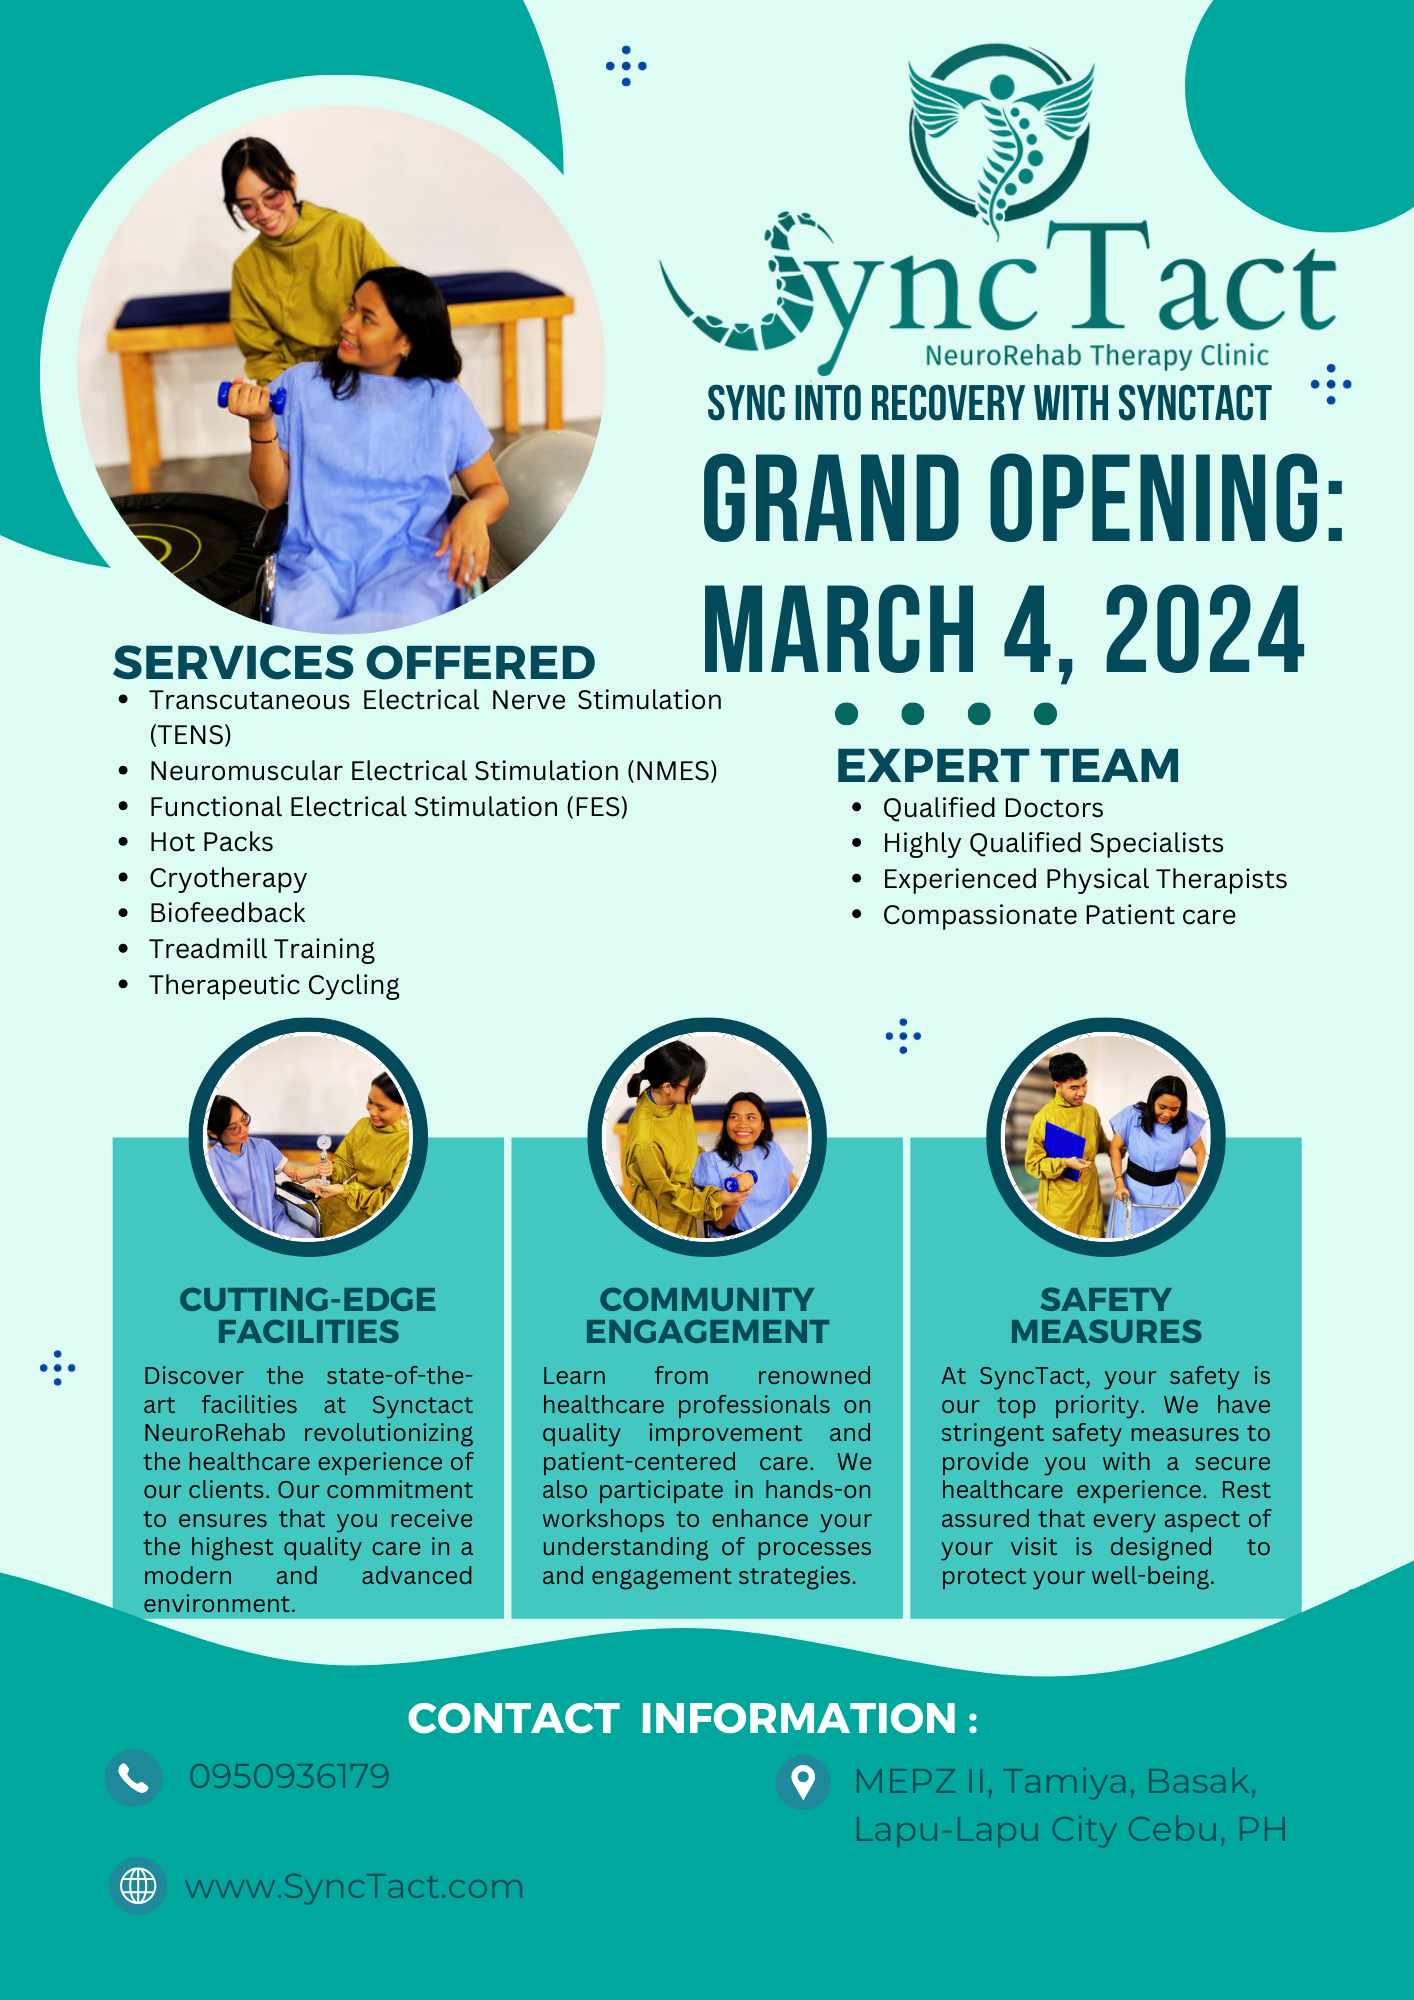 SyncTact
NeuroRehab Therapy Clinic
SYNC INTO RECOVERY WITH SYNCTACT
GRAND OPENING:
MARCH 4, 2024
SERVICES OFFERED
• Transcutaneous Electrical Nerve Stimulation
(TENS)
• Neuromuscular Electrical Stimulation (NMES)
• Functional Electrical Stimulation (FES)
• Hot Packs
• Cryotherapy
• Biofeedback
• Treadmill Training
• Therapeutic Cycling
EXPERT TEAM
• Qualified Doctors
• Highly Qualified Specialists
• Experienced Physical Therapists
• Compassionate Patient care
CUTTING-EDGE
FACILITIES
Discover the state-of-the-
art facilities at Synctact
NeuroRehab revolutionizing
the healthcare experience of
our clients. Our commitment
to ensures that you receive
the highest quality care in a
modern and advanced
environment.
COMMUNITY
ENGAGEMENT
Learn from renowned
healthcare professionals on
quality improvement and
patient-centered care. We
also participate in hands-on
workshops to enhance your
understanding of processes
and engagement strategies.
SAFETY
MEASURES
At SyncTact, your safety is
our top priority. We have
stringent safety measures to
provide you with a secure
healthcare experience. Rest
assured that every aspect of
your visit is designed to
protect your well-being.
CONTACT INFORMATION :
0950936179
www.SyncTact.com
MEPZ II, Tamiya, Basak,
Lapu-Lapu City Cebu, PH